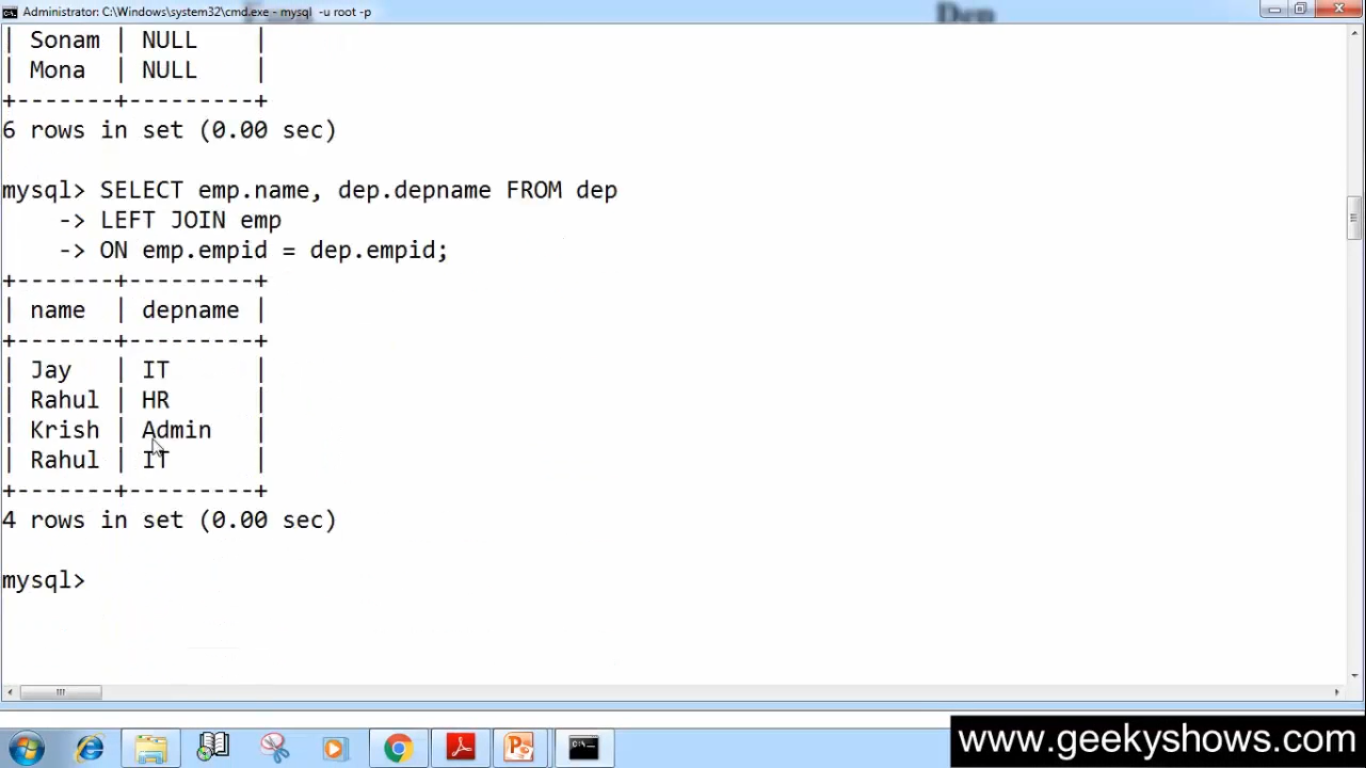 Administrator: C:\Windows\system32\cmd.exe - mysql -u root -p
Dep
| Sonam | NULL |
| Mona | NULL |
+-------+---------+
6 rows in set (0.00 sec)
mysql> SELECT emp.name, dep.depname FROM dep
-> LEFT JOIN emp
-> ON emp.empid = dep.empid;
+-------+---------+
| name | depname |
+-------+---------+
| Jay | IT |
| Rahul | HR |
| Krish | Admin |
| Rahul | IT |
+-------+---------+
4 rows in set (0.00 sec)
mysql>
www.geekyshows.com